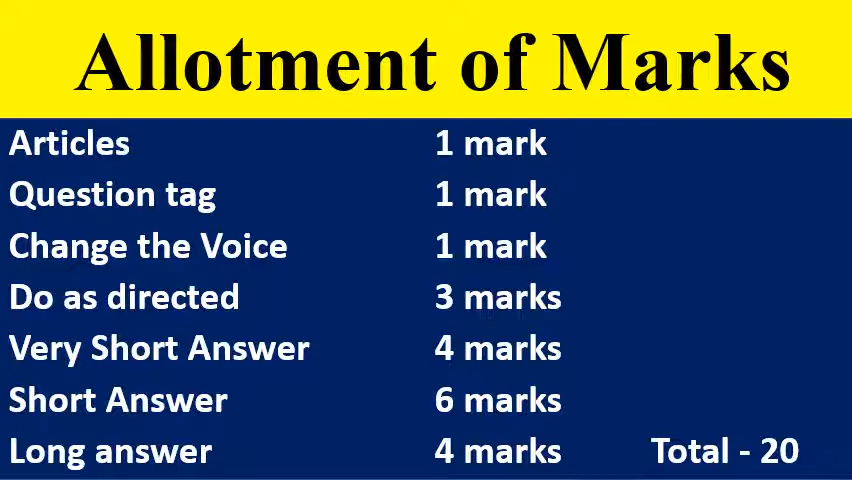 Allotment of Marks
Articles 1 mark
Question tag 1 mark
Change the Voice 1 mark
Do as directed 3 marks
Very Short Answer 4 marks
Short Answer 6 marks
Long answer 4 marks Total - 20